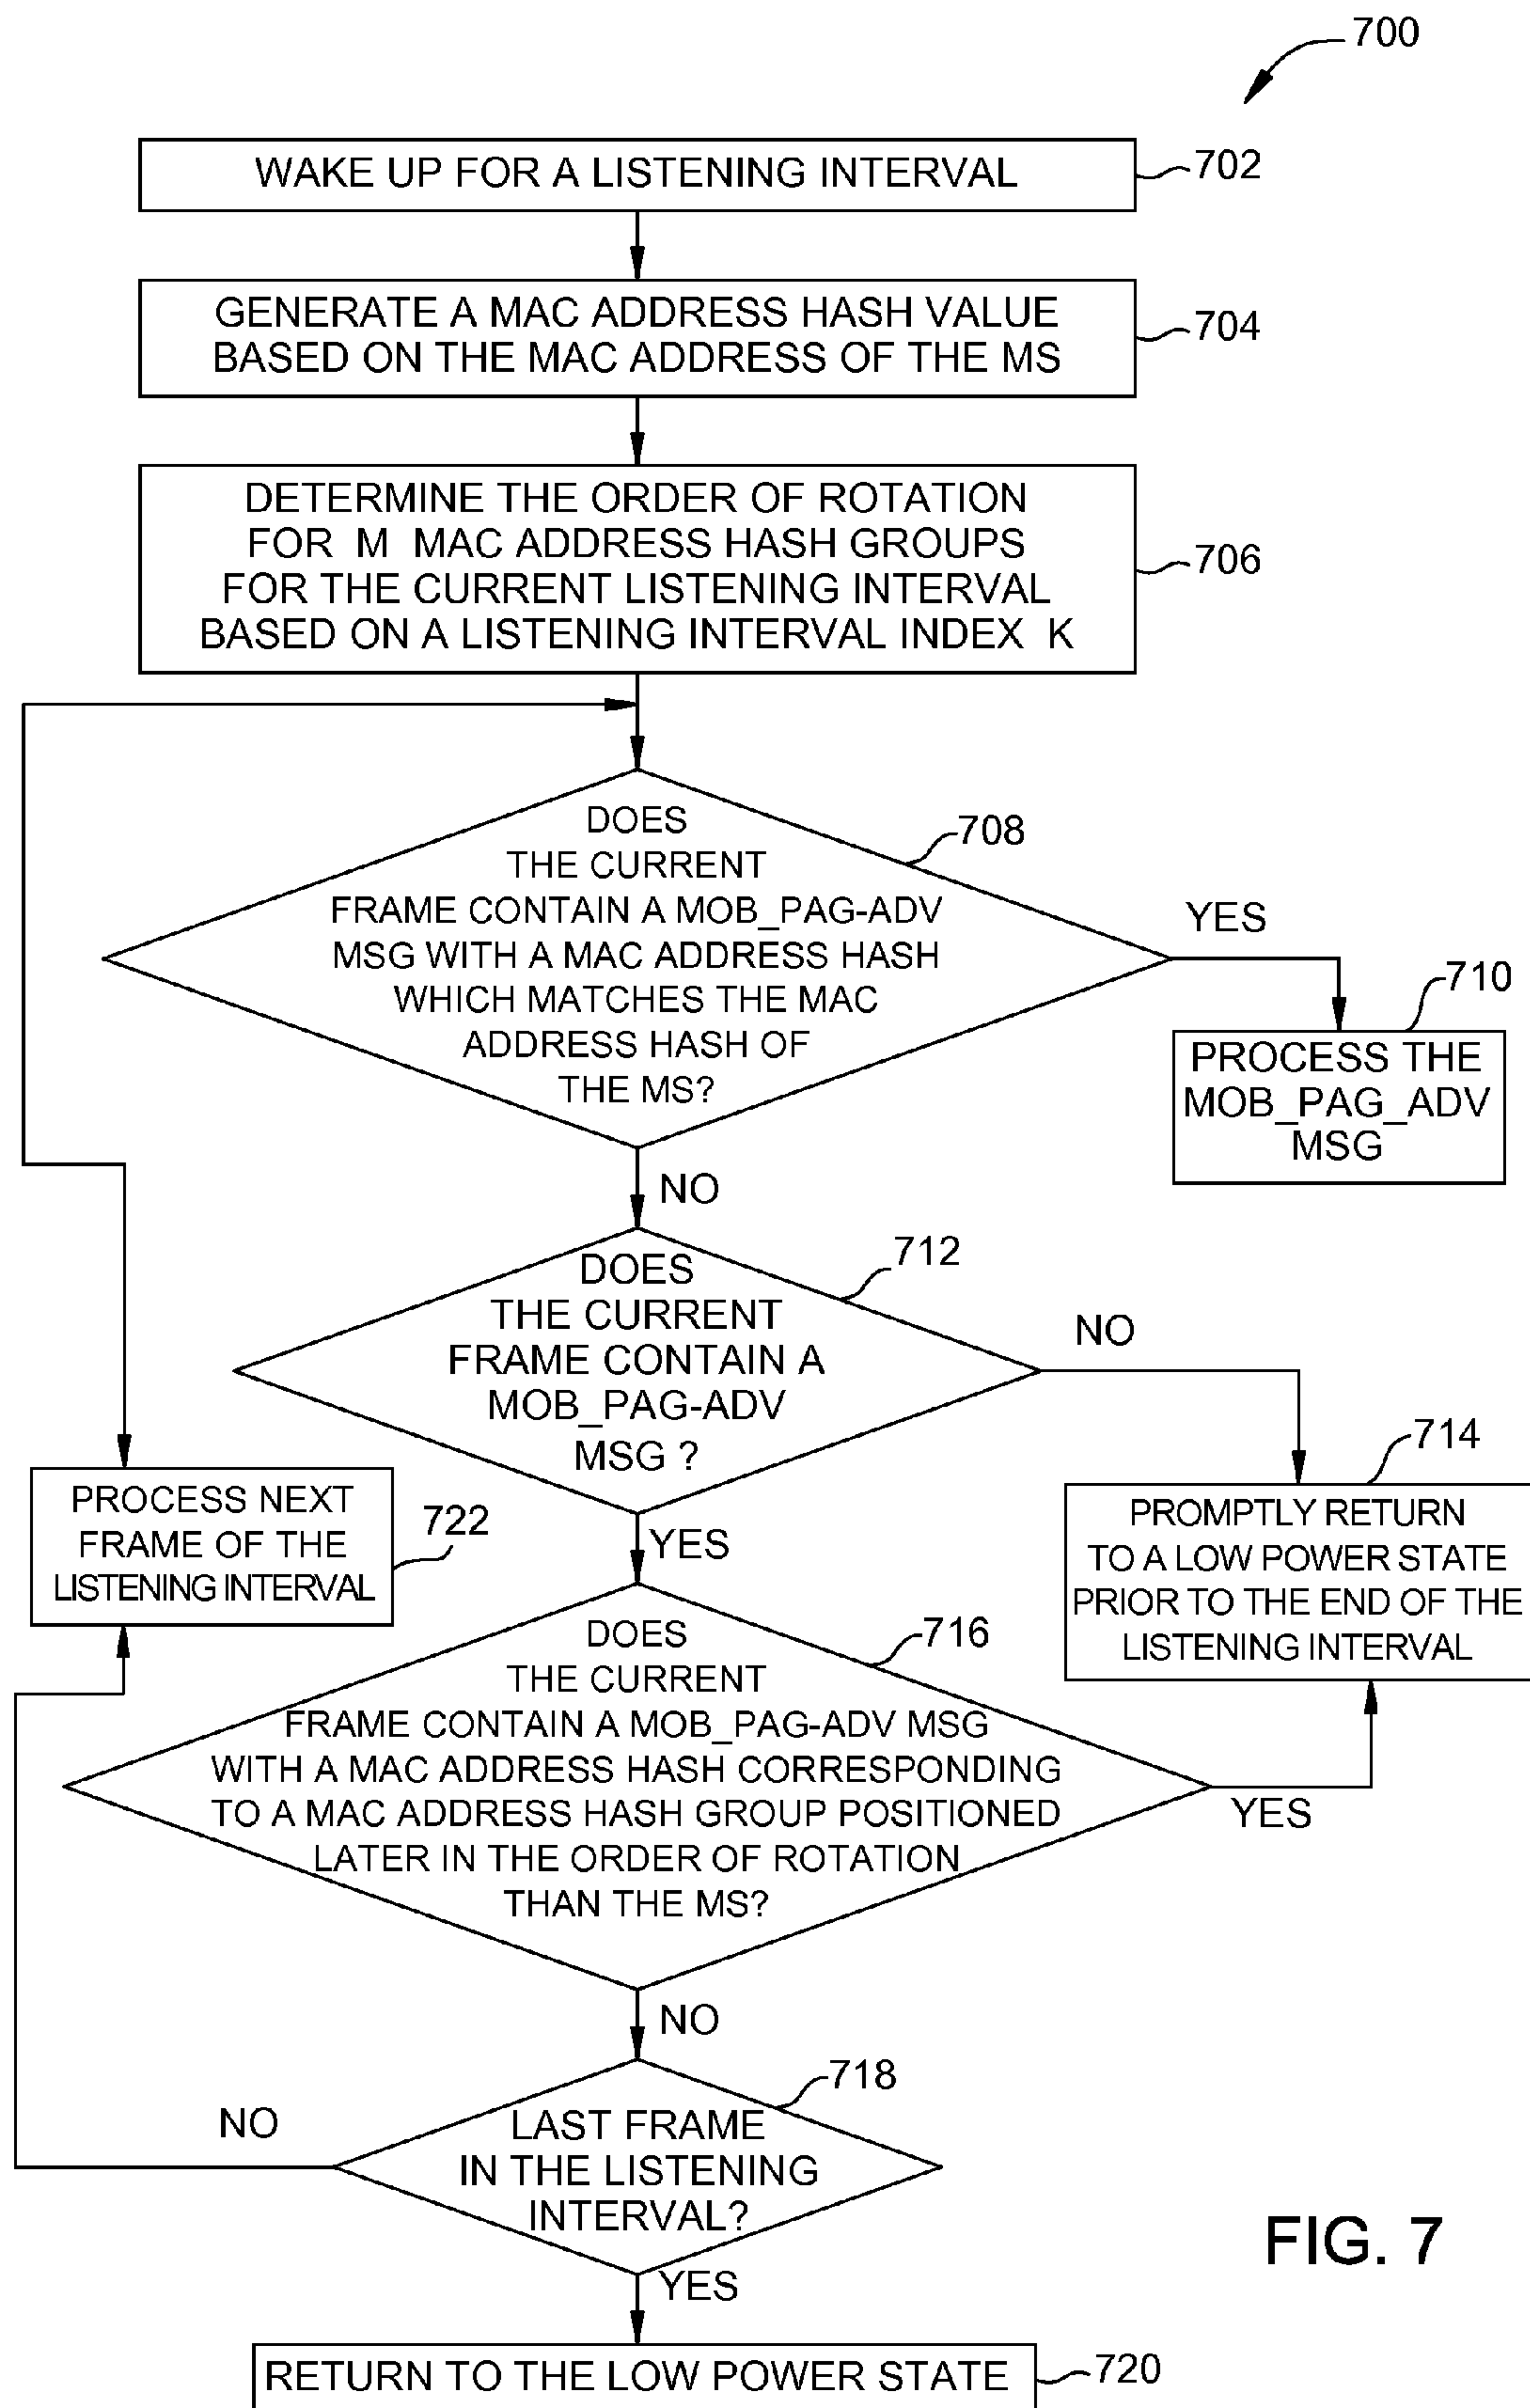 700
WAKE UP FOR A LISTENING INTERVAL
702
GENERATE A MAC ADDRESS HASH VALUE
BASED ON THE MAC ADDRESS OF THE MS
704
DETERMINE THE ORDER OF ROTATION
FOR M MAC ADDRESS HASH GROUPS
FOR THE CURRENT LISTENING INTERVAL
BASED ON A LISTENING INTERVAL INDEX K
706
DOES
THE CURRENT
FRAME CONTAIN A MOB_PAG-ADV
MSG WITH A MAC ADDRESS HASH
WHICH MATCHES THE MAC
ADDRESS HASH OF
THE MS?
708
YES
710
PROCESS THE
MOB_PAG_ADV
MSG
NO
DOES
THE CURRENT
FRAME CONTAIN A
MOB_PAG-ADV
MSG ?
712
NO
714
PROMPTLY RETURN
TO A LOW POWER STATE
PRIOR TO THE END OF THE
LISTENING INTERVAL
PROCESS NEXT
FRAME OF THE
LISTENING INTERVAL
722
YES
DOES
THE CURRENT
FRAME CONTAIN A MOB_PAG-ADV MSG
WITH A MAC ADDRESS HASH CORRESPONDING
TO A MAC ADDRESS HASH GROUP POSITIONED
LATER IN THE ORDER OF ROTATION
THAN THE MS?
716
YES
NO
LAST FRAME
IN THE LISTENING
INTERVAL?
718
NO
YES
RETURN TO THE LOW POWER STATE
720
FIG. 7